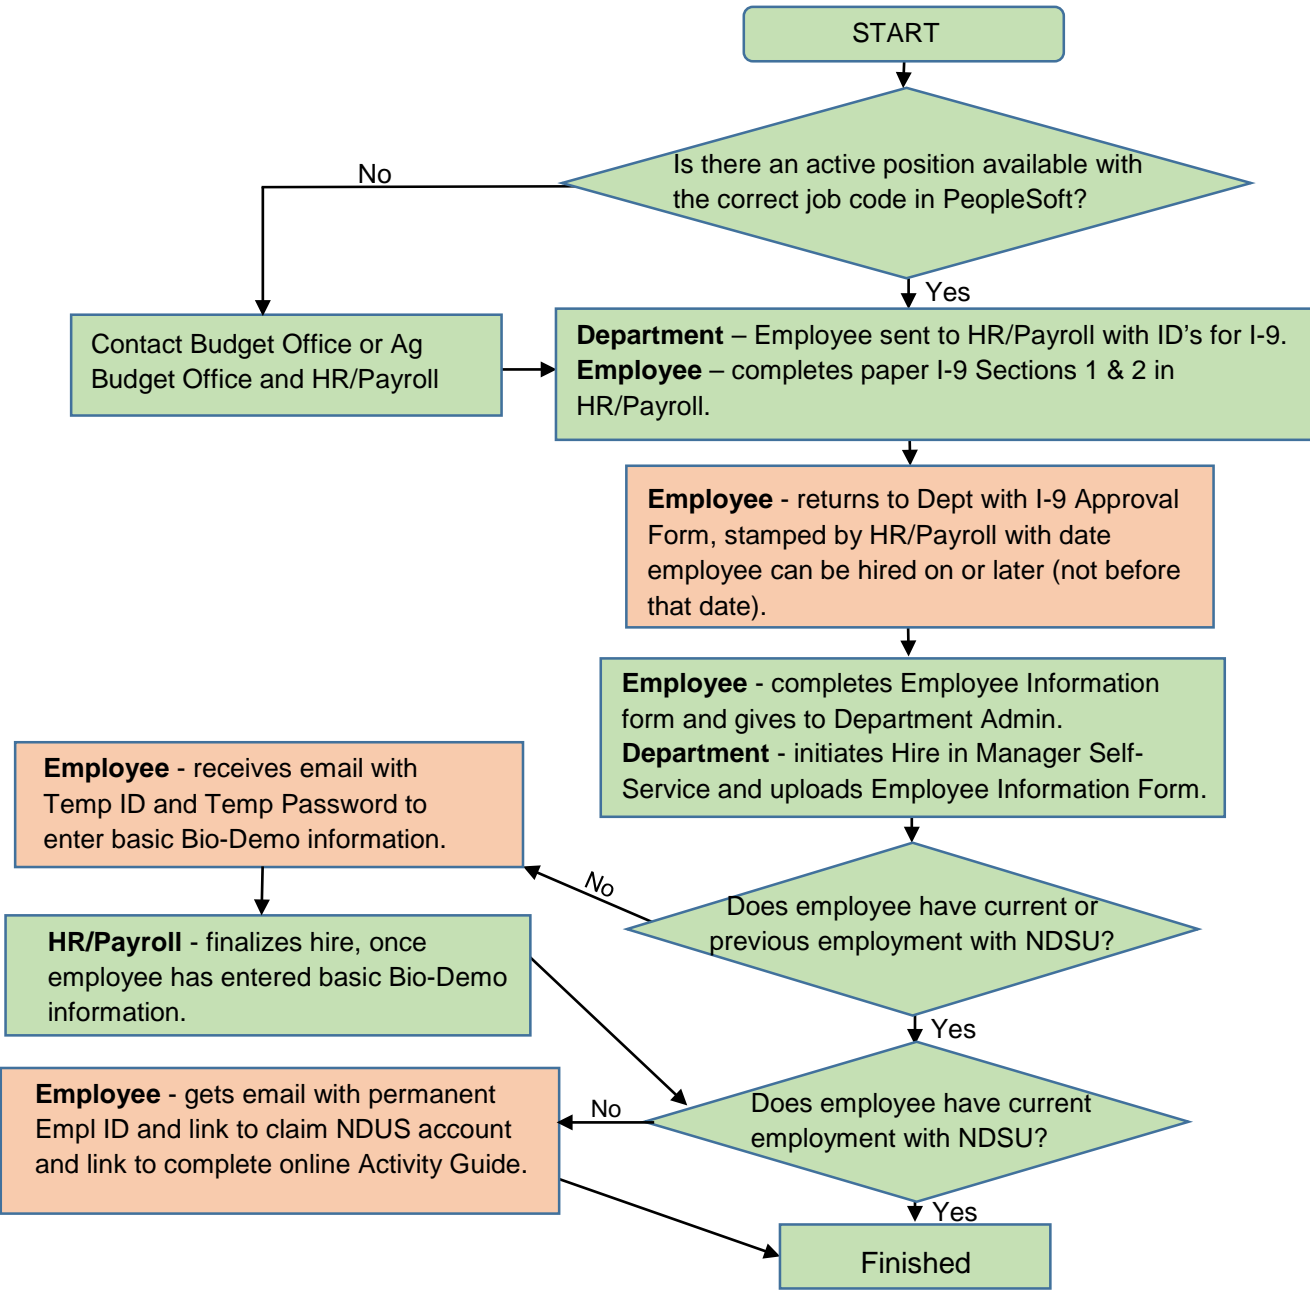 START
Is there an active position available with
the correct job code in PeopleSoft?
No
Yes
Contact Budget Office or Ag
Budget Office and HR/Payroll
Department – Employee sent to HR/Payroll with ID's for I-9.
Employee – completes paper I-9 Sections 1 & 2 in
HR/Payroll.
Employee - returns to Dept with I-9 Approval
Form, stamped by HR/Payroll with date
employee can be hired on or later (not before
that date).
Employee - completes Employee Information
form and gives to Department Admin.
Department - initiates Hire in Manager Self-
Service and uploads Employee Information Form.
Does employee have current or
previous employment with NDSU?
No
Yes
Employee - receives email with
Temp ID and Temp Password to
enter basic Bio-Demo information.
HR/Payroll - finalizes hire, once
employee has entered basic Bio-Demo
information.
Does employee have current
employment with NDSU?
No
Yes
Employee - gets email with permanent
Empl ID and link to claim NDUS account
and link to complete online Activity Guide.
Finished